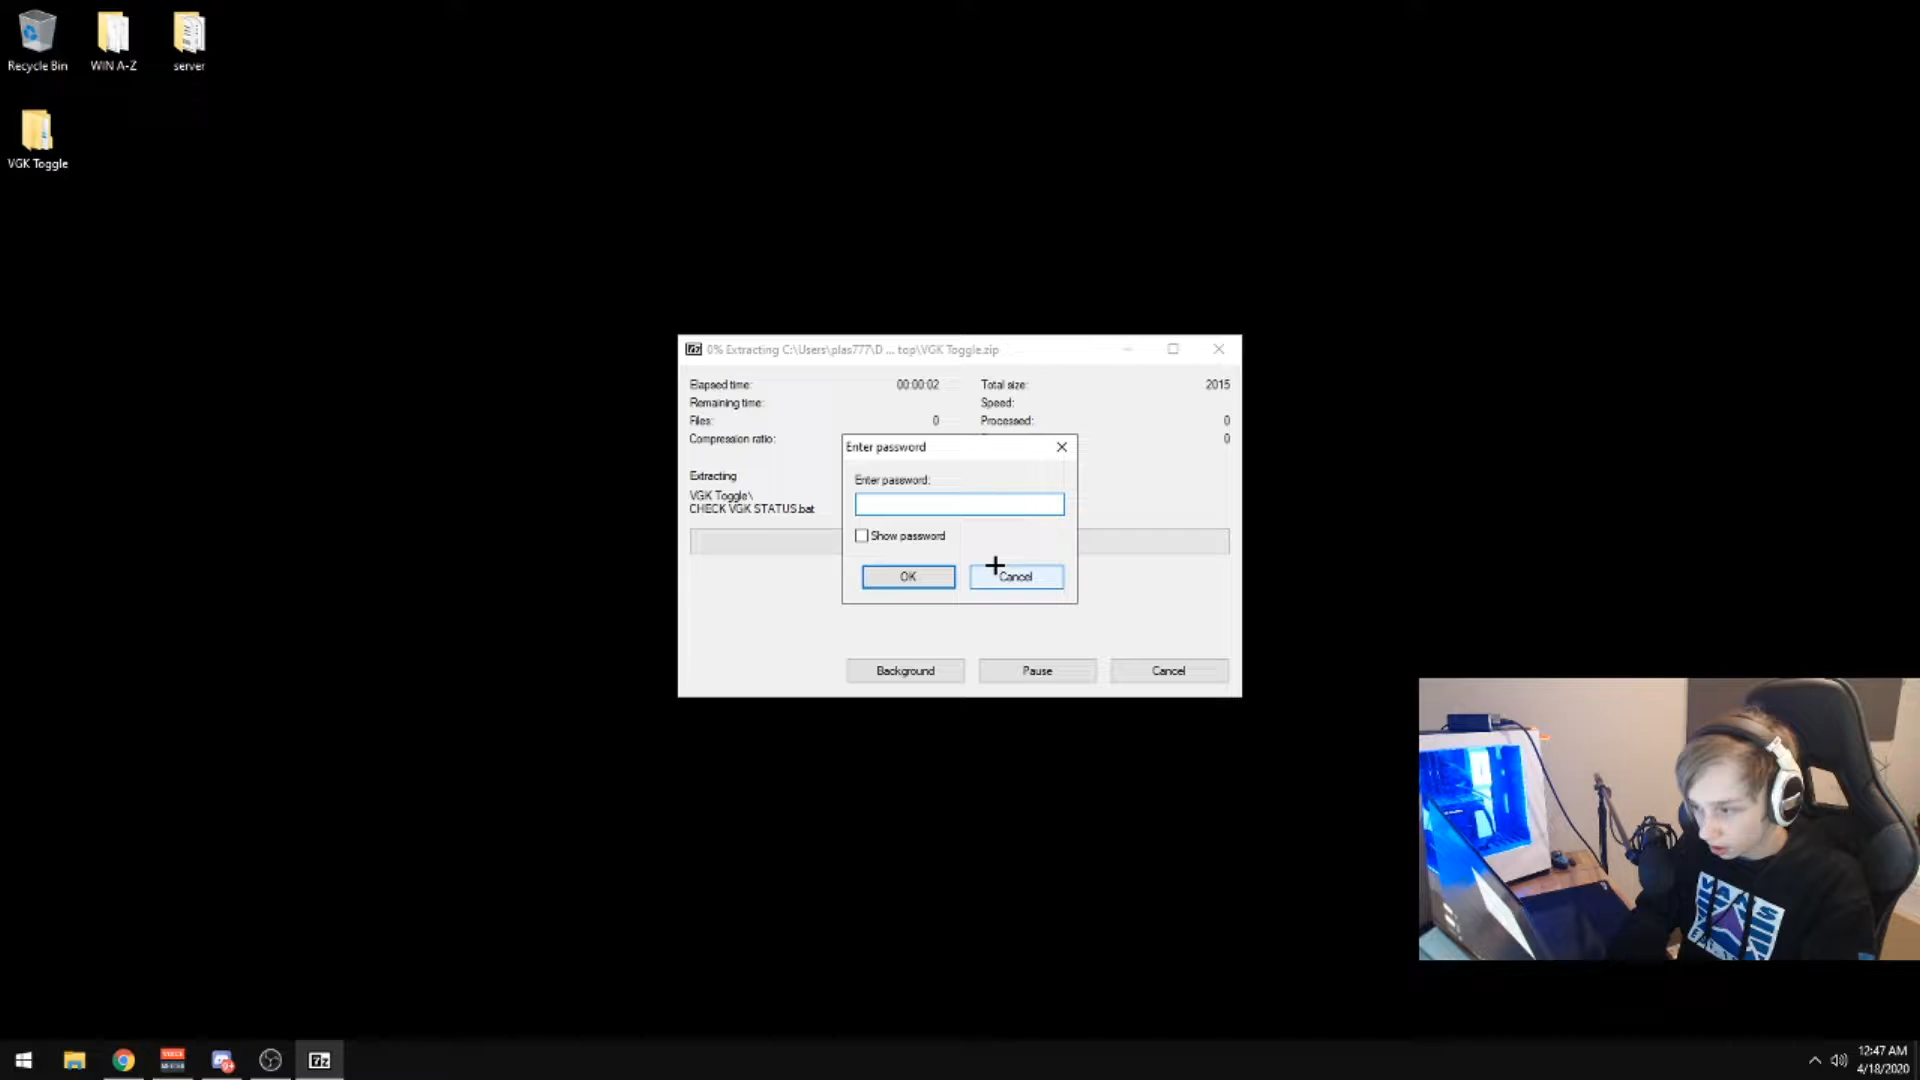 Recycle Bin
WIN A-Z
server
VGK Toggle
0% Extracting C:\Users\plas777\D ... top\VGK Toggle.zip
Elapsed time: 00:00:02 Total size: 2015
Remaining time: Speed:
Files: 0 Processed: 0
Compression ratio: 0
Extracting
VGK Toggle\
CHECK VGK STATUS.bat
Enter password
Enter password:
Show password
OK Cancel
Background Pause Cancel
12:47 AM
4/18/2020